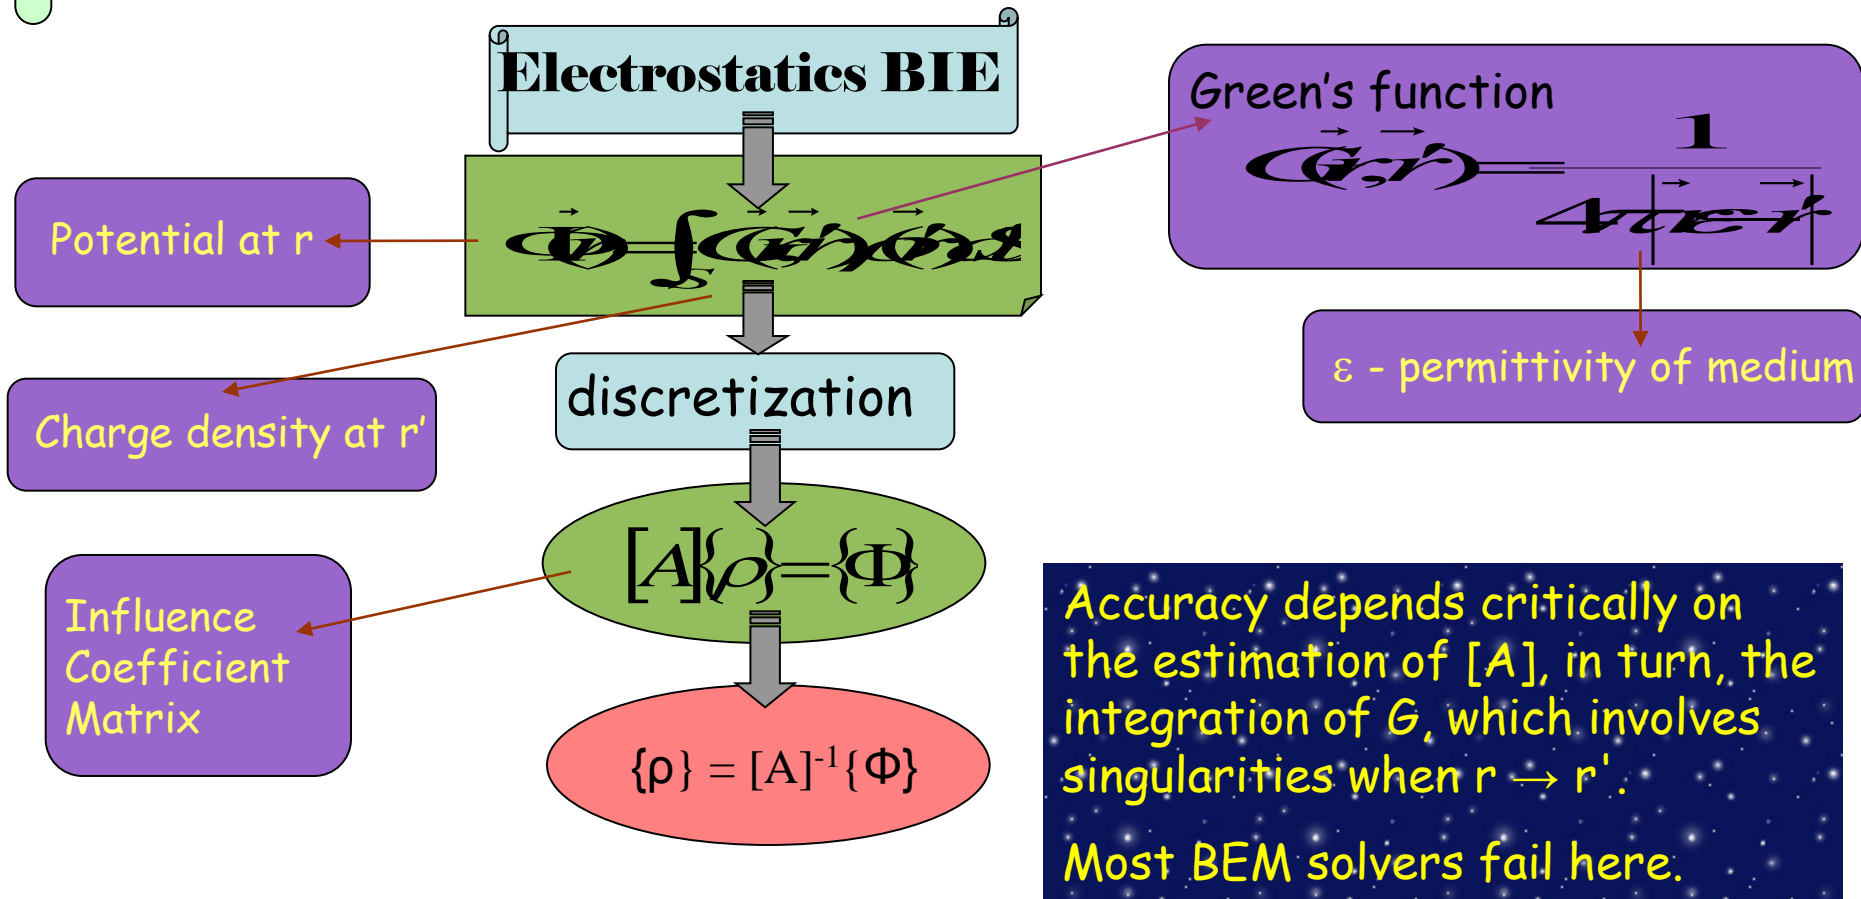 Electrostatics BIE
Green's function
G(r, r') = 1 / 4πε|r - r'|
Potential at r
Φ(r) = ∫S G(r, r')ρ(r')dS'
ε - permittivity of medium
discretization
Charge density at r'
[A]{ρ}={Φ}
Influence
Coefficient
Matrix
{ρ} = [A]-1{Φ}
Accuracy depends critically on
the estimation of [A], in turn, the
integration of G, which involves
singularities when r → r'.
Most BEM solvers fail here.